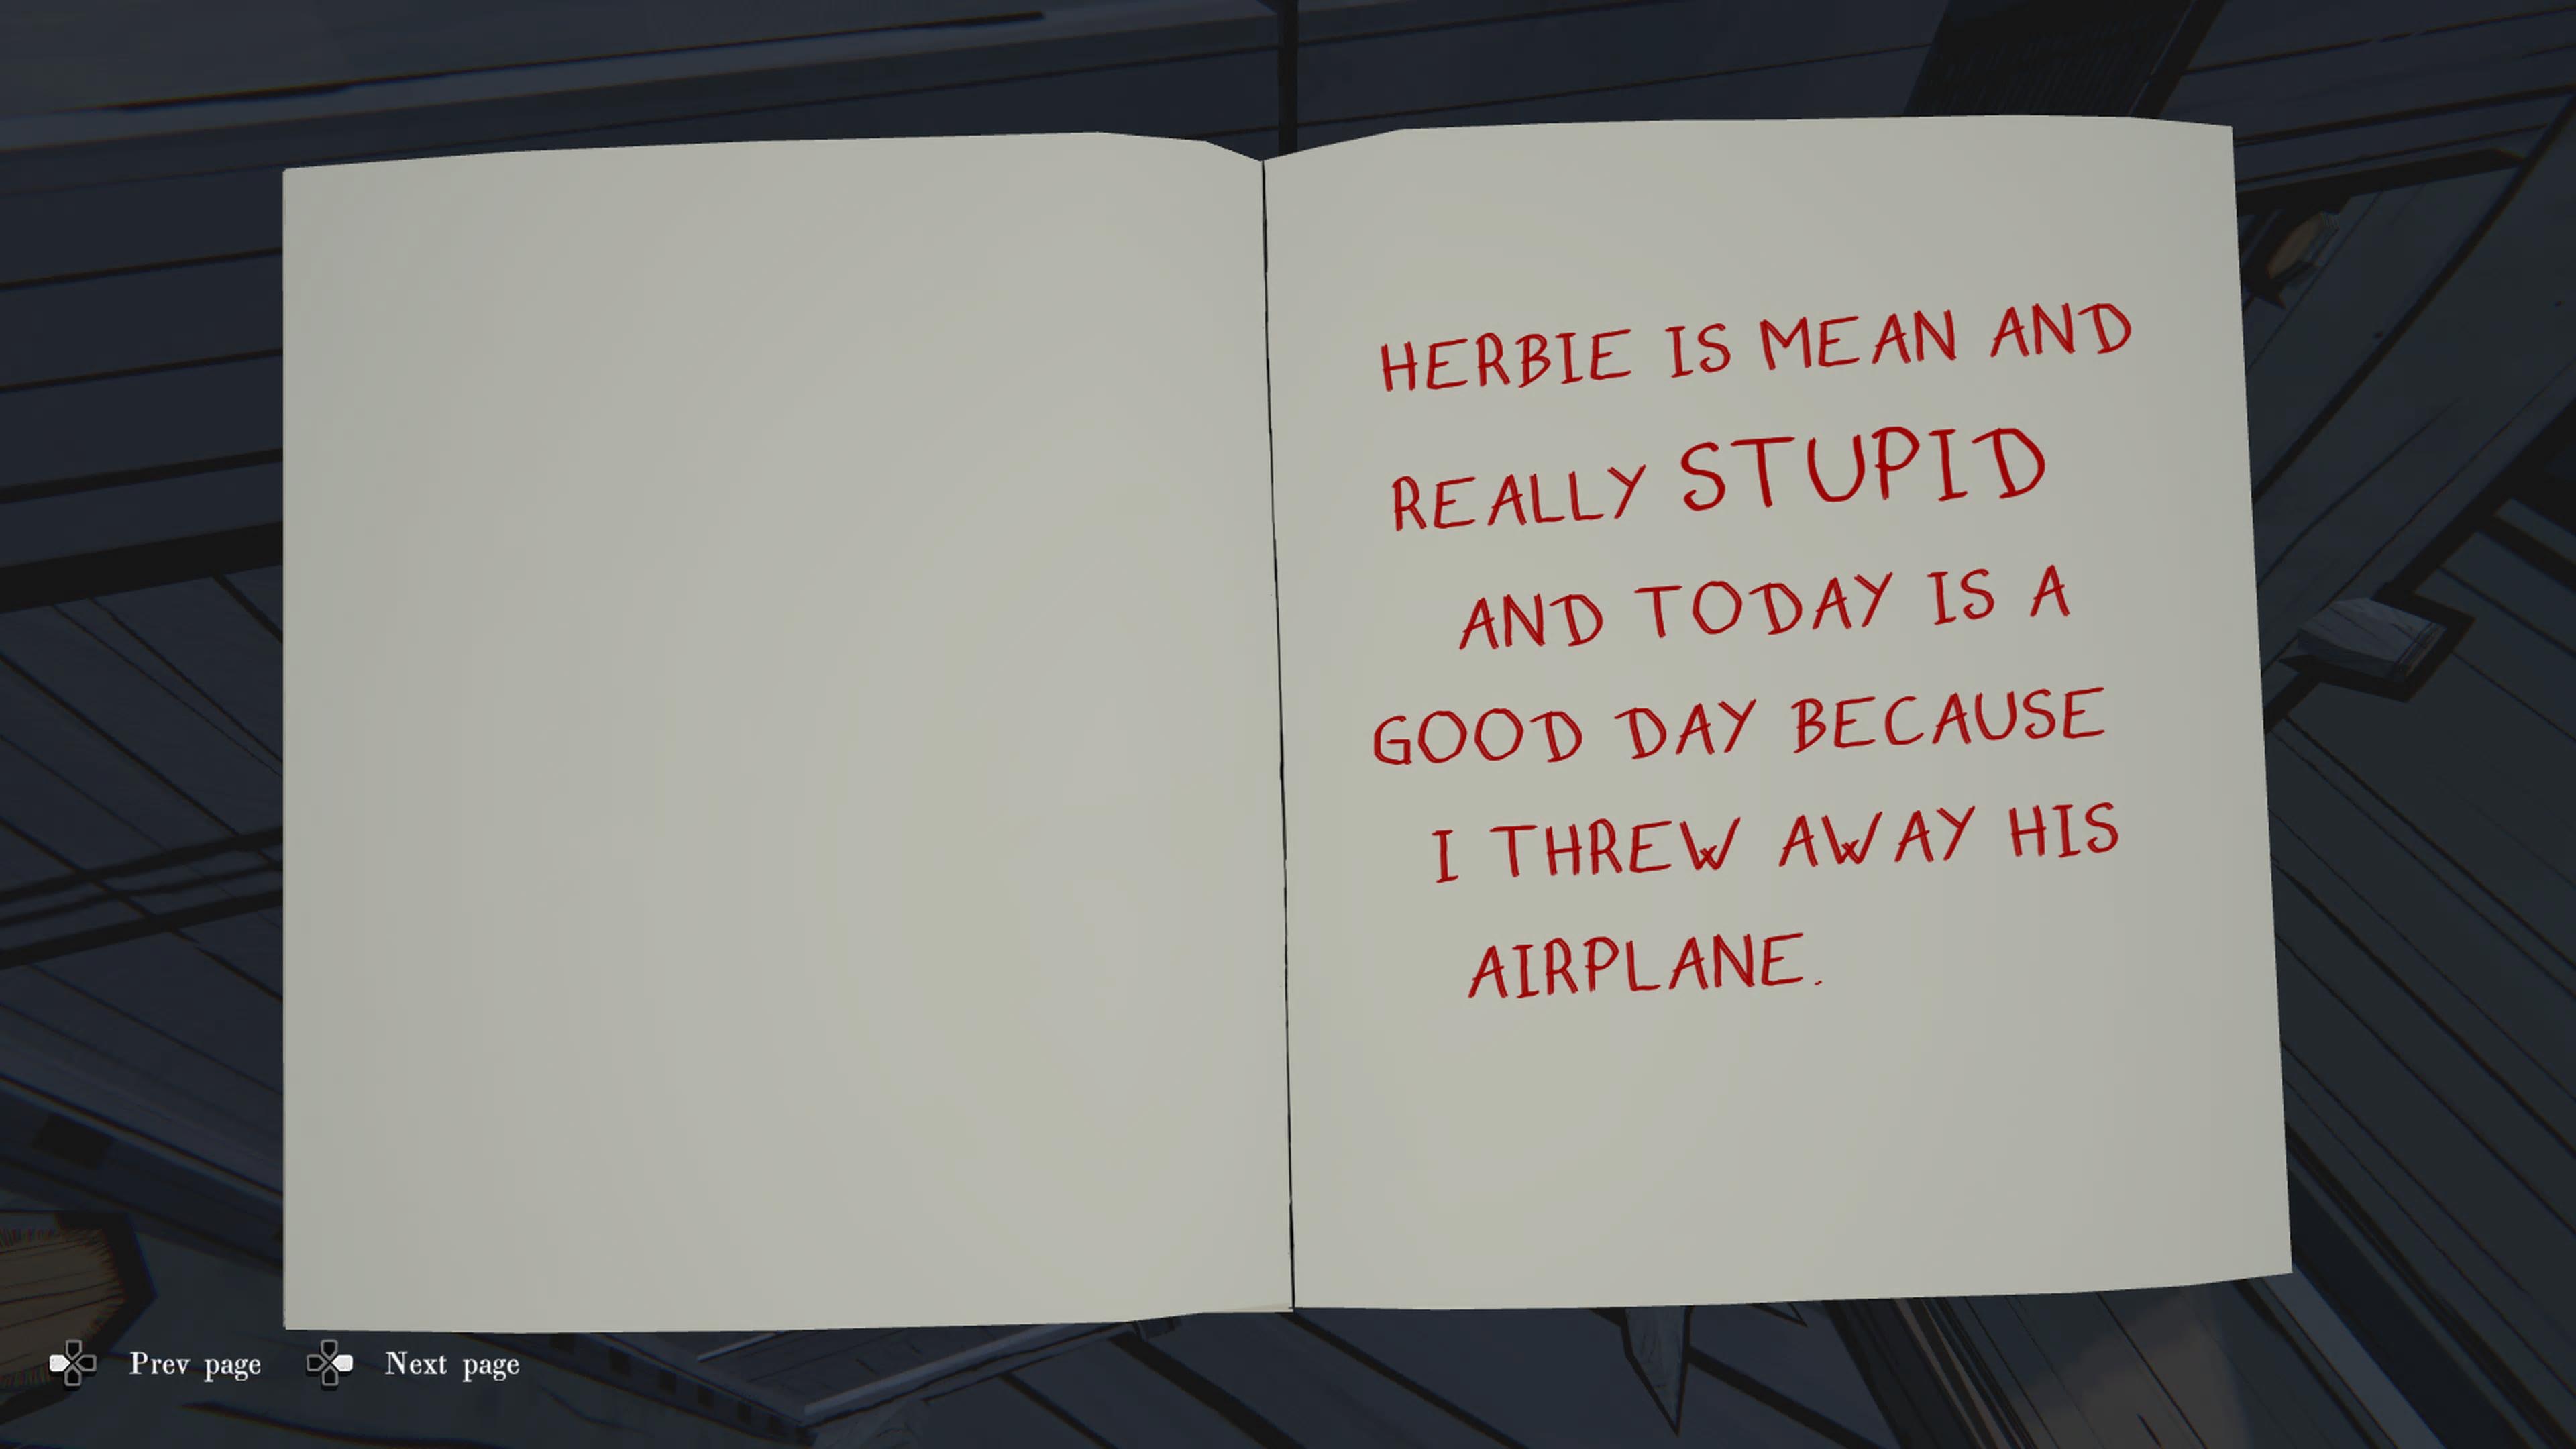 HERBIE IS MEAN AND
REALLY STUPID
AND TODAY IS A
GOOD DAY BECAUSE
I THREW AWAY HIS
AIRPLANE.
Prev page
Next page